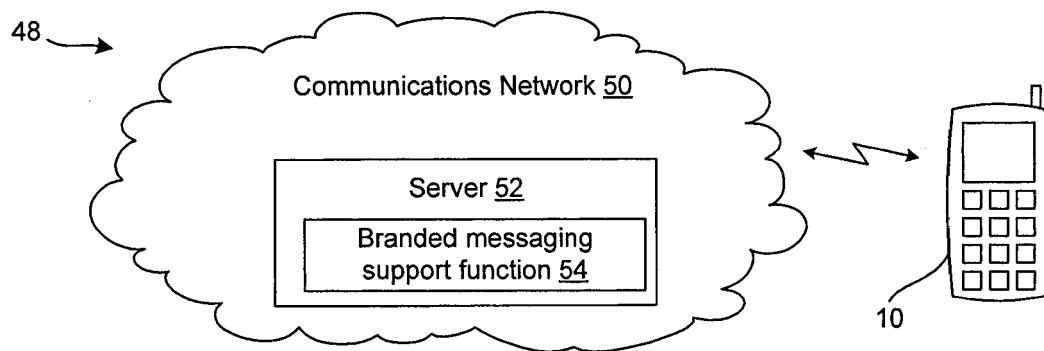 48
Communications Network 50
Server 52
Branded messaging
support function 54
10